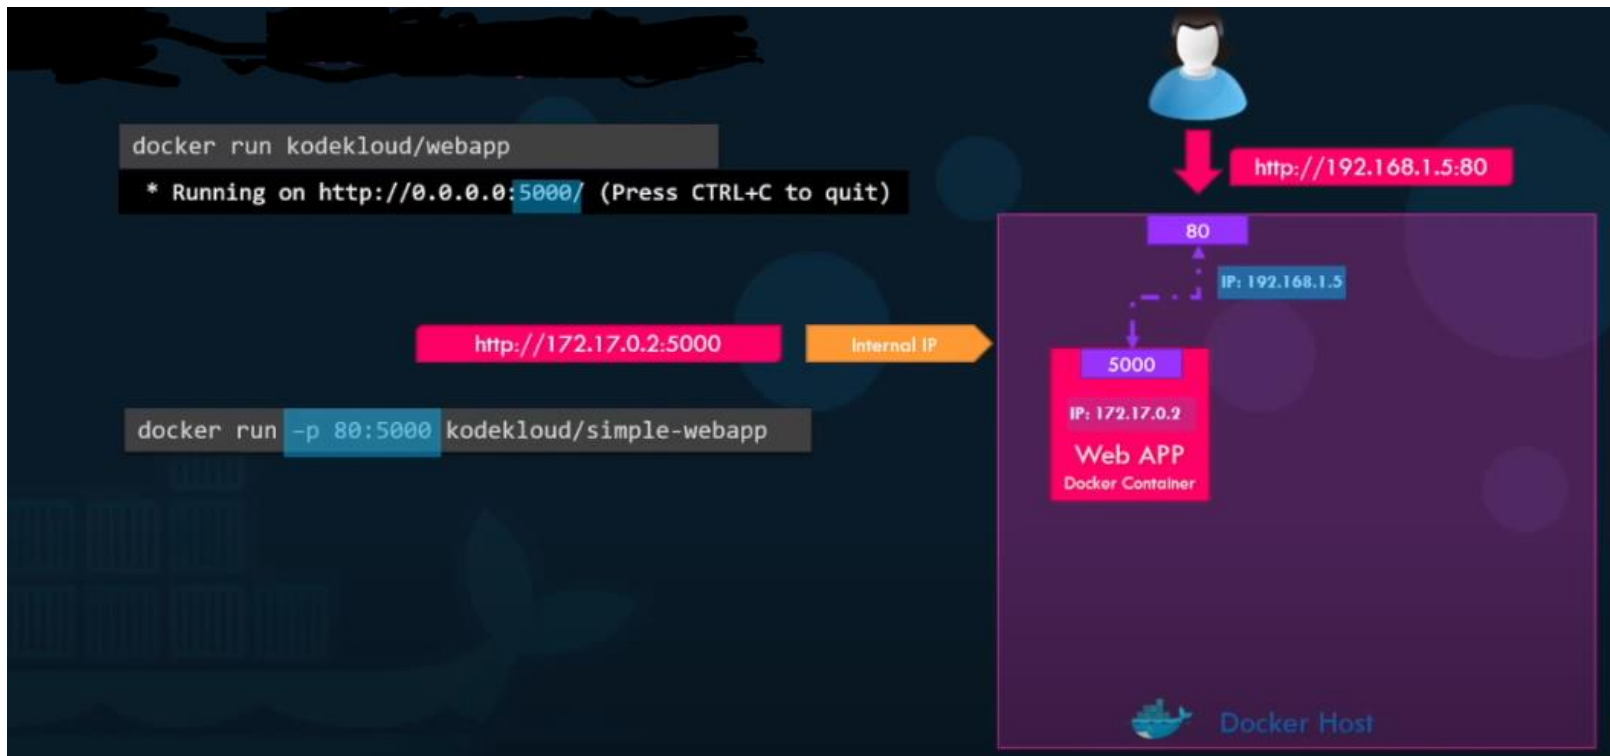 docker run kodekloud/webapp
* Running on http://0.0.0.0:5000/ (Press CTRL+C to quit)
http://192.168.1.5:80
80
IP: 192.168.1.5
http://172.17.0.2:5000
Internal IP
5000
IP: 172.17.0.2
Web APP
Docker Container
docker run -p 80:5000 kodekloud/simple-webapp
Docker Host